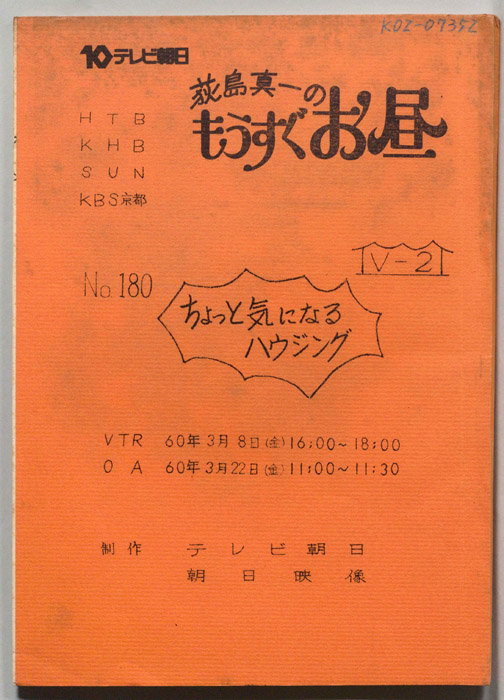 K02-07352
10テレビ朝日
荻島真一の
もうすぐお昼
HTB
KHB
SUN
KBS京都
V-2
No.180
ちょっと気になる
ハウジング
VTR 60年3月8日(金)16:00~18:00
OA 60年3月22日(金)11:00~11:30
制作 テレビ朝日
朝日映像